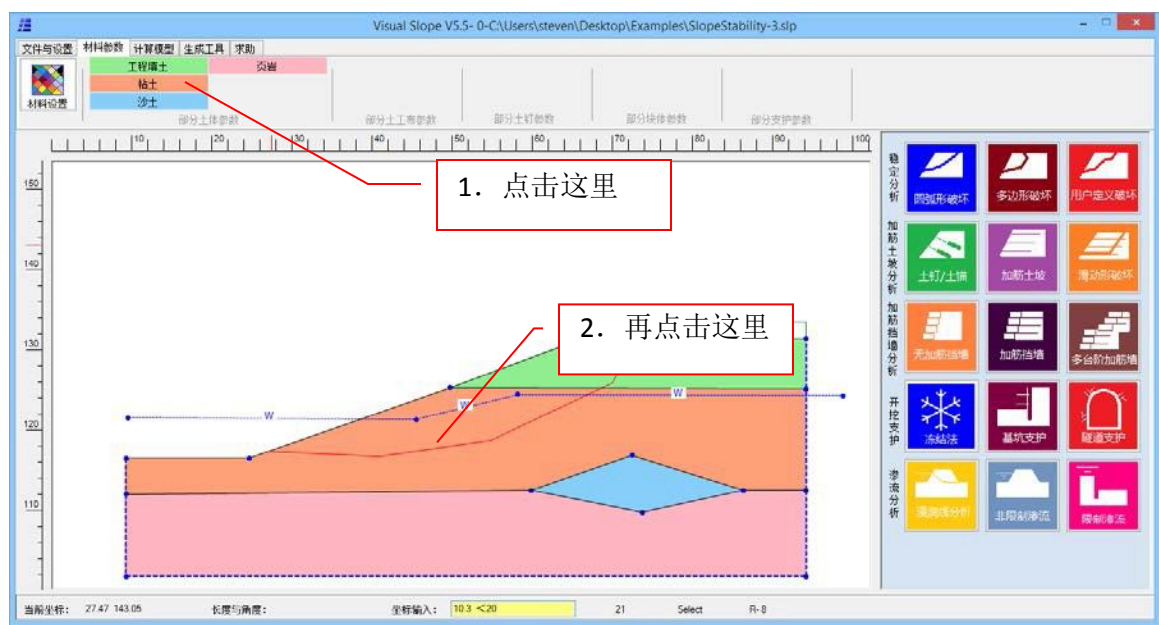 Visual Slope V5.5- 0-C:\Users\steven\Desktop\Examples\SlopeStability-3.slp
文件与设置 材料参数 计算模型 生成工具 求助
工程填土 页岩
粘土
沙土
材料设置
部分土体参数 部分土工布参数 部分土钉参数 部分块体参数 部分支护参数
10 20 30 40 50 60 70 80 90 100
150
140
130
120
110
1. 点击这里
2. 再点击这里
W W W
稳定分析
圆弧形破坏 多边形破坏 用户定义破坏
加筋土坡分析
土钉/土锚 加筋土坡 滑动形破坏
加筋挡墙分析
无加筋挡墙 加筋挡墙 多台阶加筋墙
开挖支护
冻结法 基坑支护 隧道支护
渗流分析
非限制渗流 限制渗流
当前坐标: 27.47 143.05 长度与角度: 坐标输入: 10.3 <20 21 Select R- 8